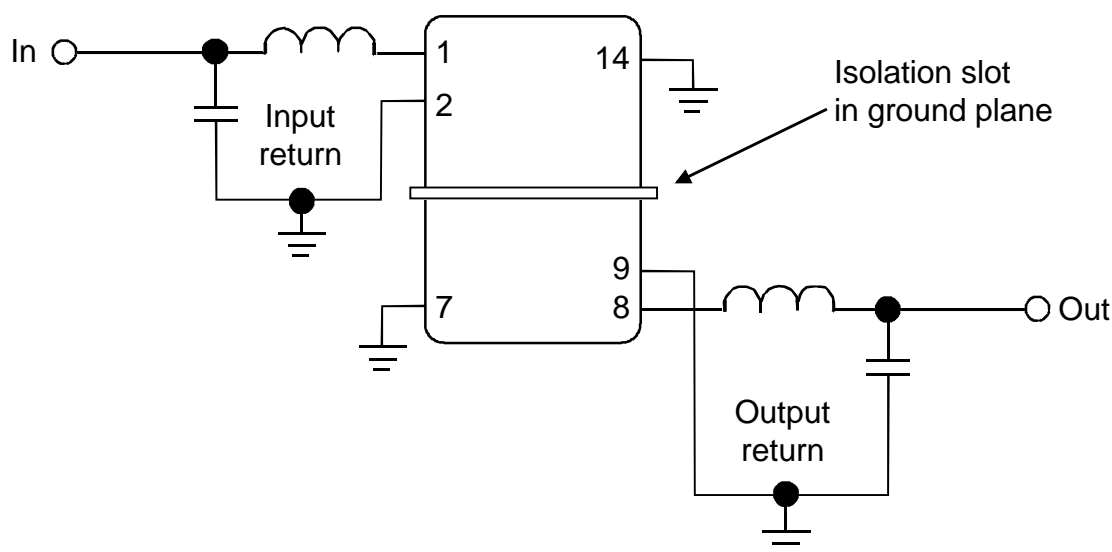 In
1
14
2
Input
return
Isolation slot
in ground plane
9
7
8
Out
Output
return